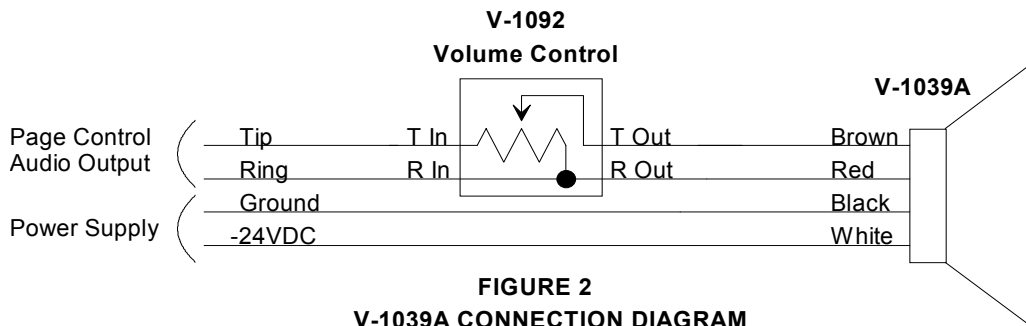 V-1092
Volume Control
V-1039A
Page Control
Audio Output
Tip T In T Out Brown
Ring R In R Out Red
Ground Black
Power Supply
-24VDC White
FIGURE 2
V-1039A CONNECTION DIAGRAM